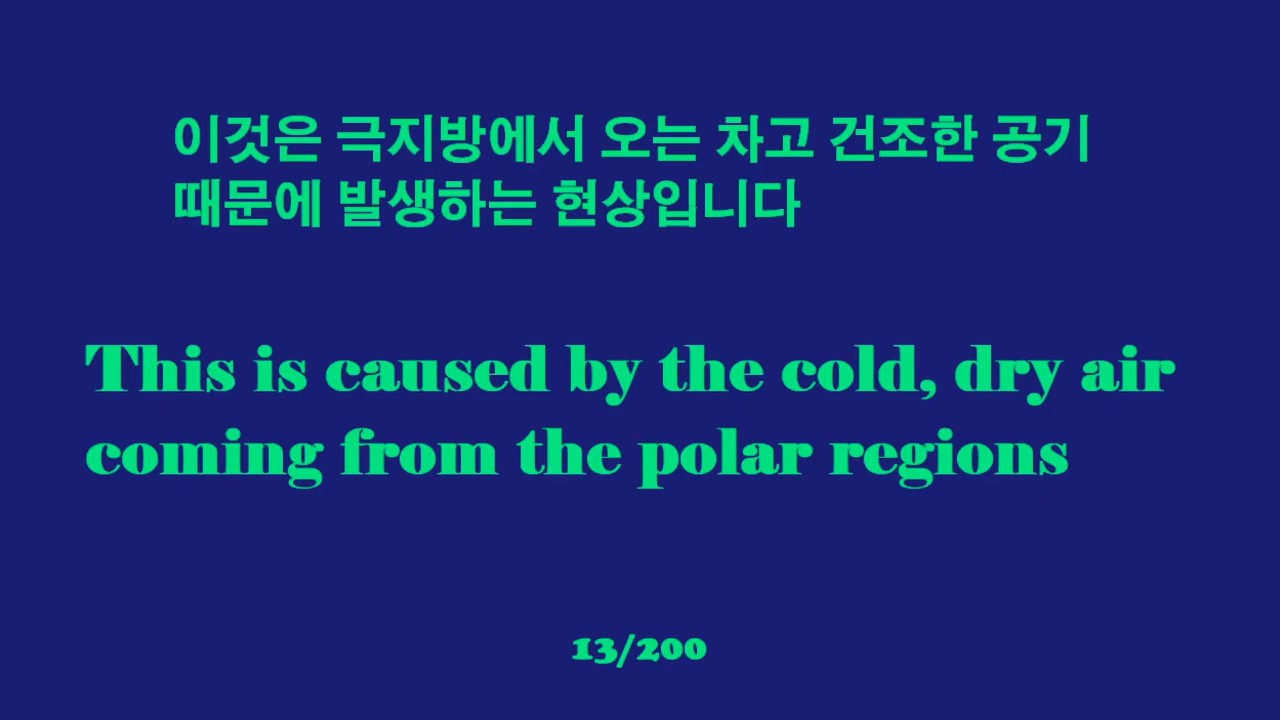 이것은 극지방에서 오는 차고 건조한 공기
때문에 발생하는 현상입니다
This is caused by the cold, dry air
coming from the polar regions
13/200